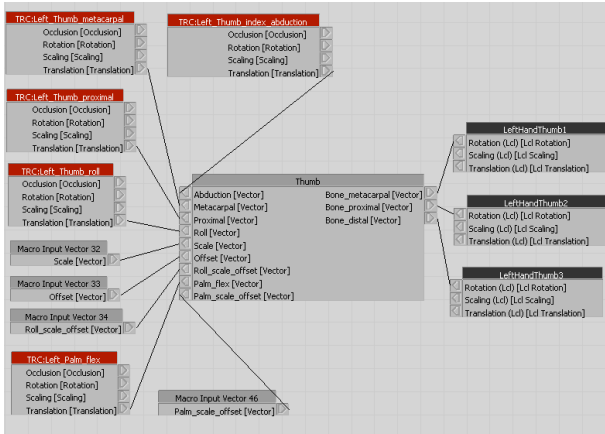 TRC:Left_Thumb_metacarpal
Occlusion [Occlusion]
Rotation [Rotation]
Scaling [Scaling]
Translation [Translation]
TRC:Left_Thumb_index_abduction
Occlusion [Occlusion]
Rotation [Rotation]
Scaling [Scaling]
Translation [Translation]
TRC:Left_Thumb_proximal
Occlusion [Occlusion]
Rotation [Rotation]
Scaling [Scaling]
Translation [Translation]
TRC:Left_Thumb_roll
Occlusion [Occlusion]
Rotation [Rotation]
Scaling [Scaling]
Translation [Translation]
Macro Input Vector 32
Scale [Vector]
Macro Input Vector 33
Offset [Vector]
Macro Input Vector 34
Roll_scale_offset [Vector]
TRC:Left_Palm_flex
Occlusion [Occlusion]
Rotation [Rotation]
Scaling [Scaling]
Translation [Translation]
Macro Input Vector 46
Palm_scale_offset [Vector]
Thumb
Abduction [Vector] Bone_metacarpal [Vector]
Metacarpal [Vector] Bone_proximal [Vector]
Proximal [Vector] Bone_distal [Vector]
Roll [Vector]
Scale [Vector]
Offset [Vector]
Roll_scale_offset [Vector]
Palm_flex [Vector]
Palm_scale_offset [Vector]
LeftHandThumb1
Rotation (Lcl) [Lcl Rotation]
Scaling (Lcl) [Lcl Scaling]
Translation (Lcl) [Lcl Translation]
LeftHandThumb2
Rotation (Lcl) [Lcl Rotation]
Scaling (Lcl) [Lcl Scaling]
Translation (Lcl) [Lcl Translation]
LeftHandThumb3
Rotation (Lcl) [Lcl Rotation]
Scaling (Lcl) [Lcl Scaling]
Translation (Lcl) [Lcl Translation]